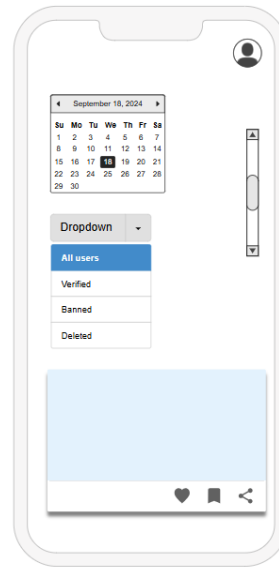 September 18, 2024
Su Mo Tu We Th Fr Sa
1 2 3 4 5 6 7
8 9 10 11 12 13 14
15 16 17 18 19 20 21
22 23 24 25 26 27 28
29 30
Dropdown
All users
Verified
Banned
Deleted